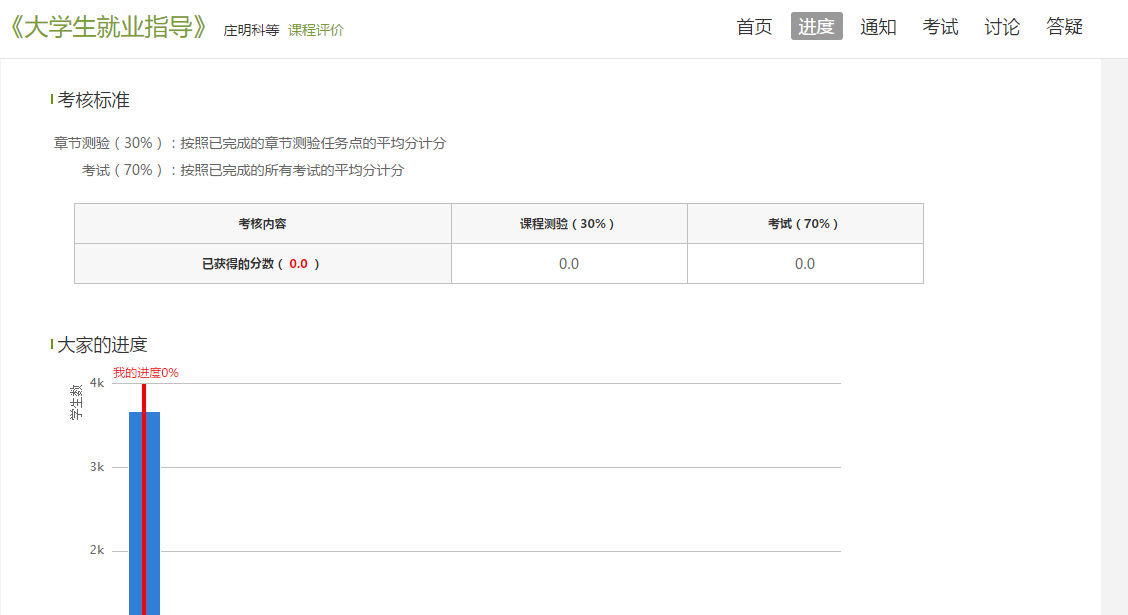 《大学生就业指导》 庄明科等 课程评价 首页 进度 通知 考试 讨论 答疑
考核标准
章节测验（30%）：按照已完成的章节测验任务点的平均分计分
考试（70%）：按照已完成的所有考试的平均分计分
考核内容 课程测验（30%） 考试（70%）
已获得的分数（ 0.0 ） 0.0 0.0
大家的进度
我的进度0%
4k
学生数
3k
2k